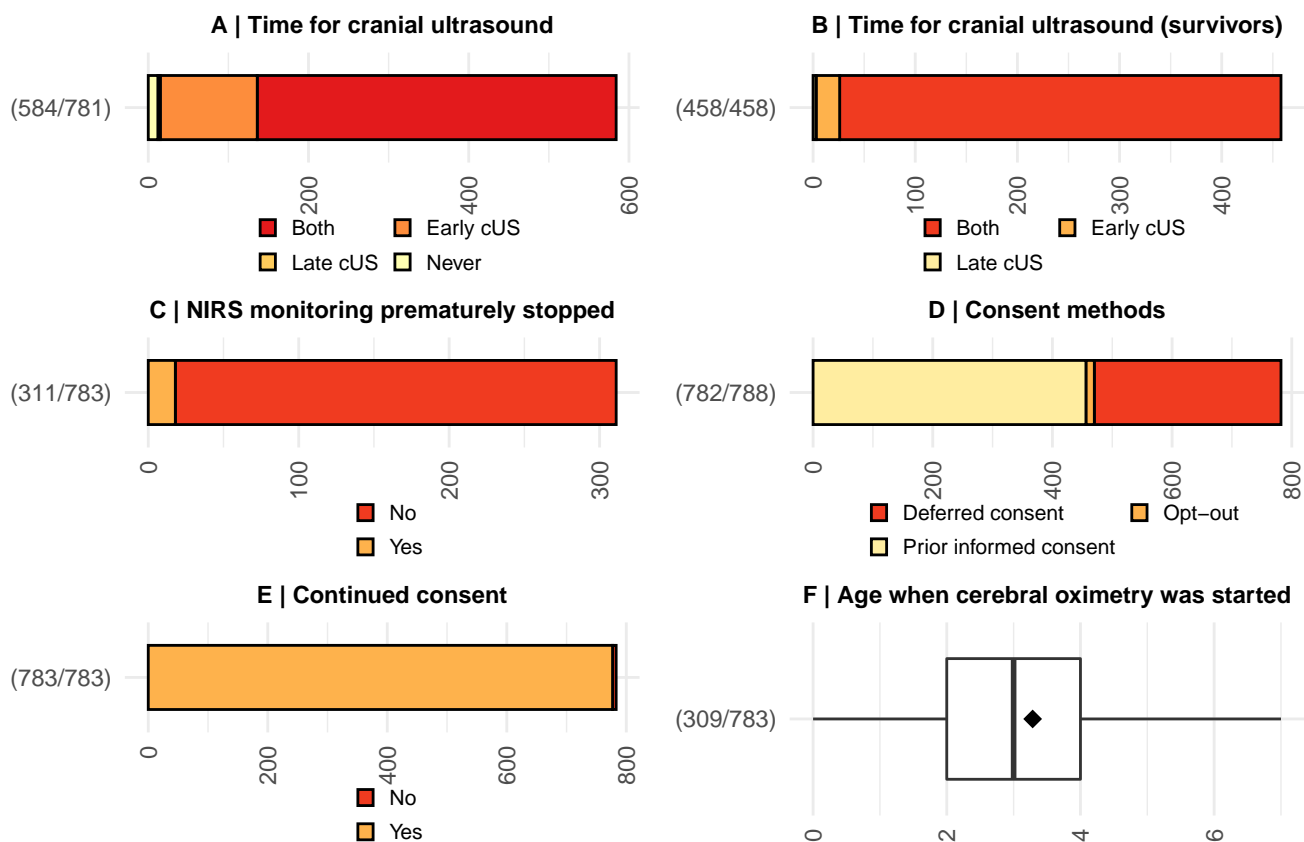 A | Time for cranial ultrasound
(584/781)
0 200 400 600
Both Early cUS
Late cUS Never
B | Time for cranial ultrasound (survivors)
(458/458)
0 200 400
Both Early cUS
Late cUS
C | NIRS monitoring prematurely stopped
(311/783)
0 100 200 300
No
Yes
D | Consent methods
(782/788)
0 200 400 600 800
Deferred consent Opt−out
Prior informed consent
E | Continued consent
(783/783)
0 200 400 600 800
No
Yes
F | Age when cerebral oximetry was started
(309/783)
0 2 4 6